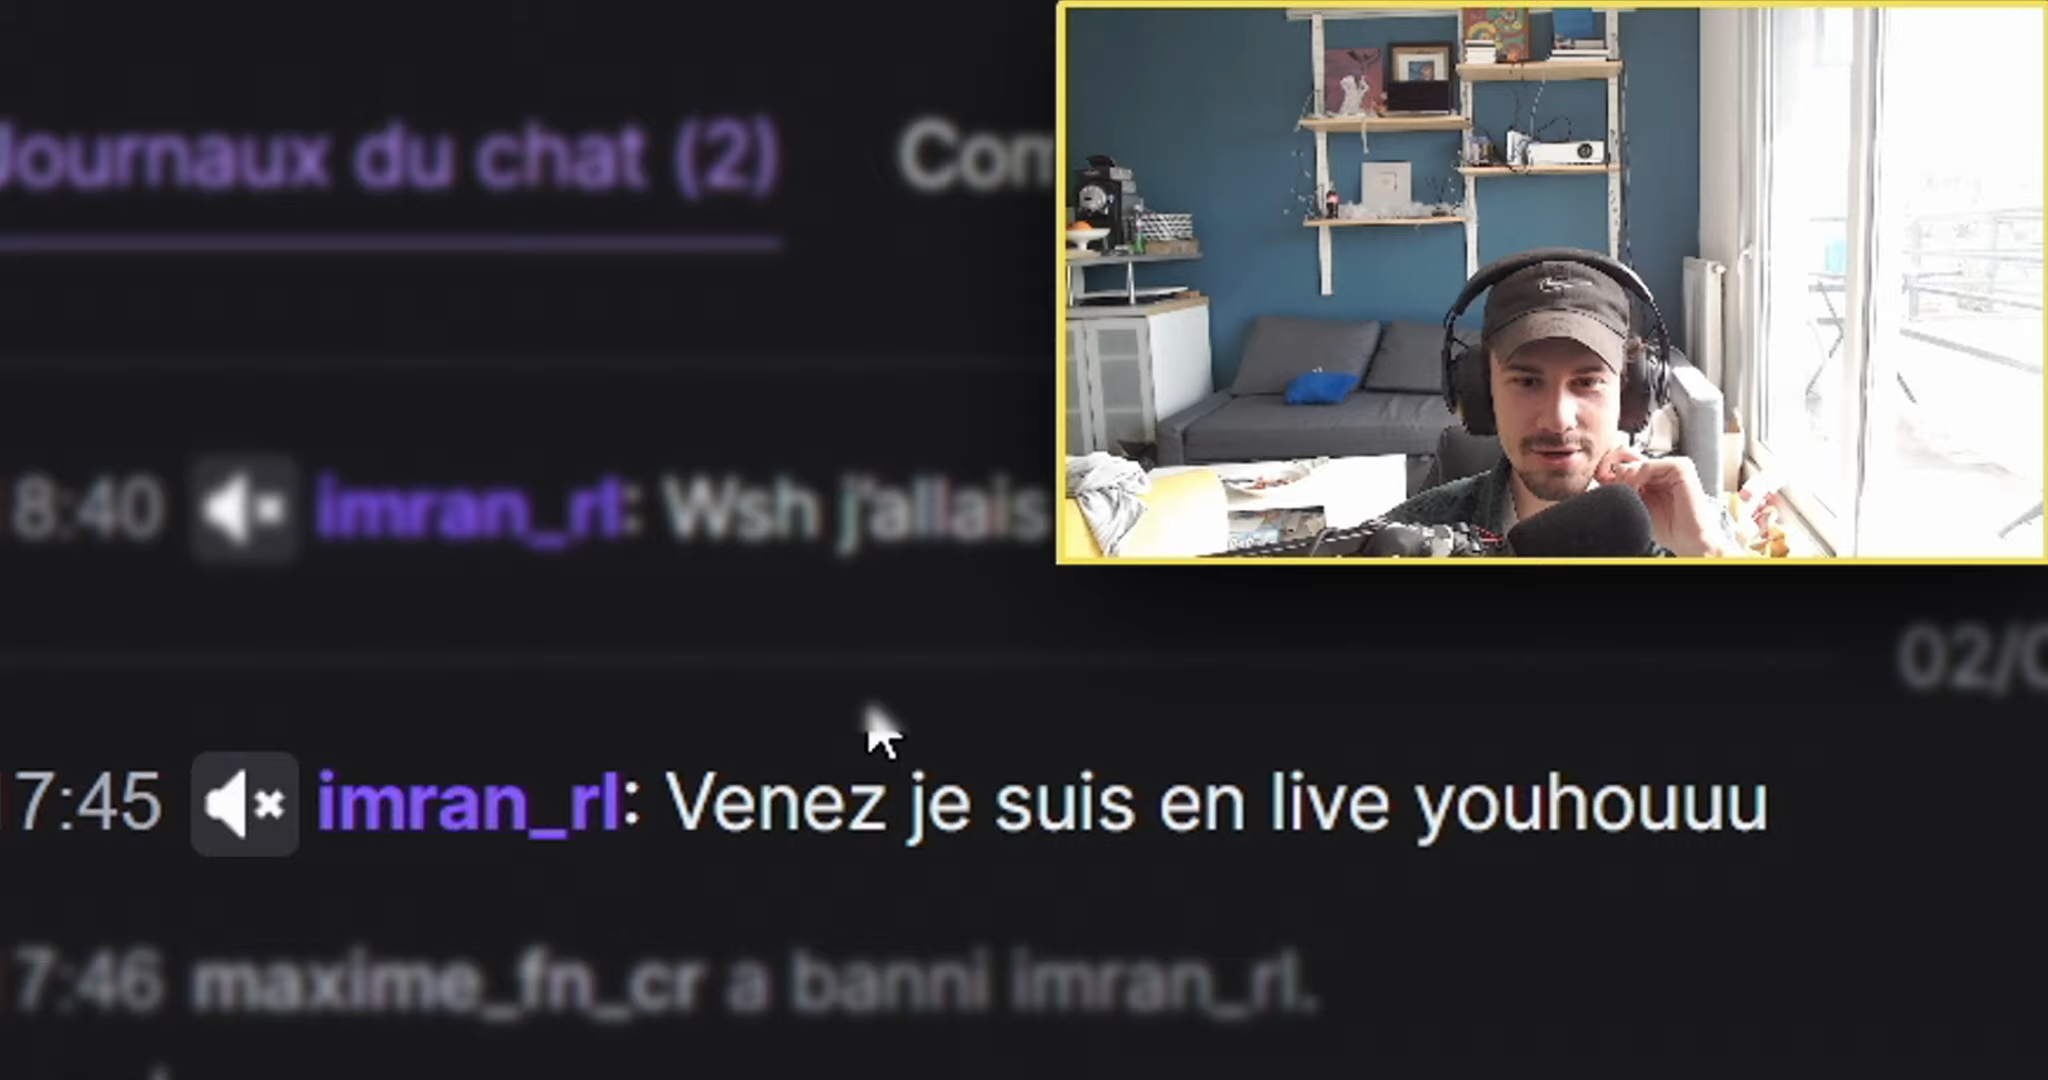 Journaux du chat (2) Com
8:40 imran_rl: Wsh j'allais
02/0
7:45 imran_rl: Venez je suis en live youhouuu
7:46 maxime_fn_cr a banni imran_rl.